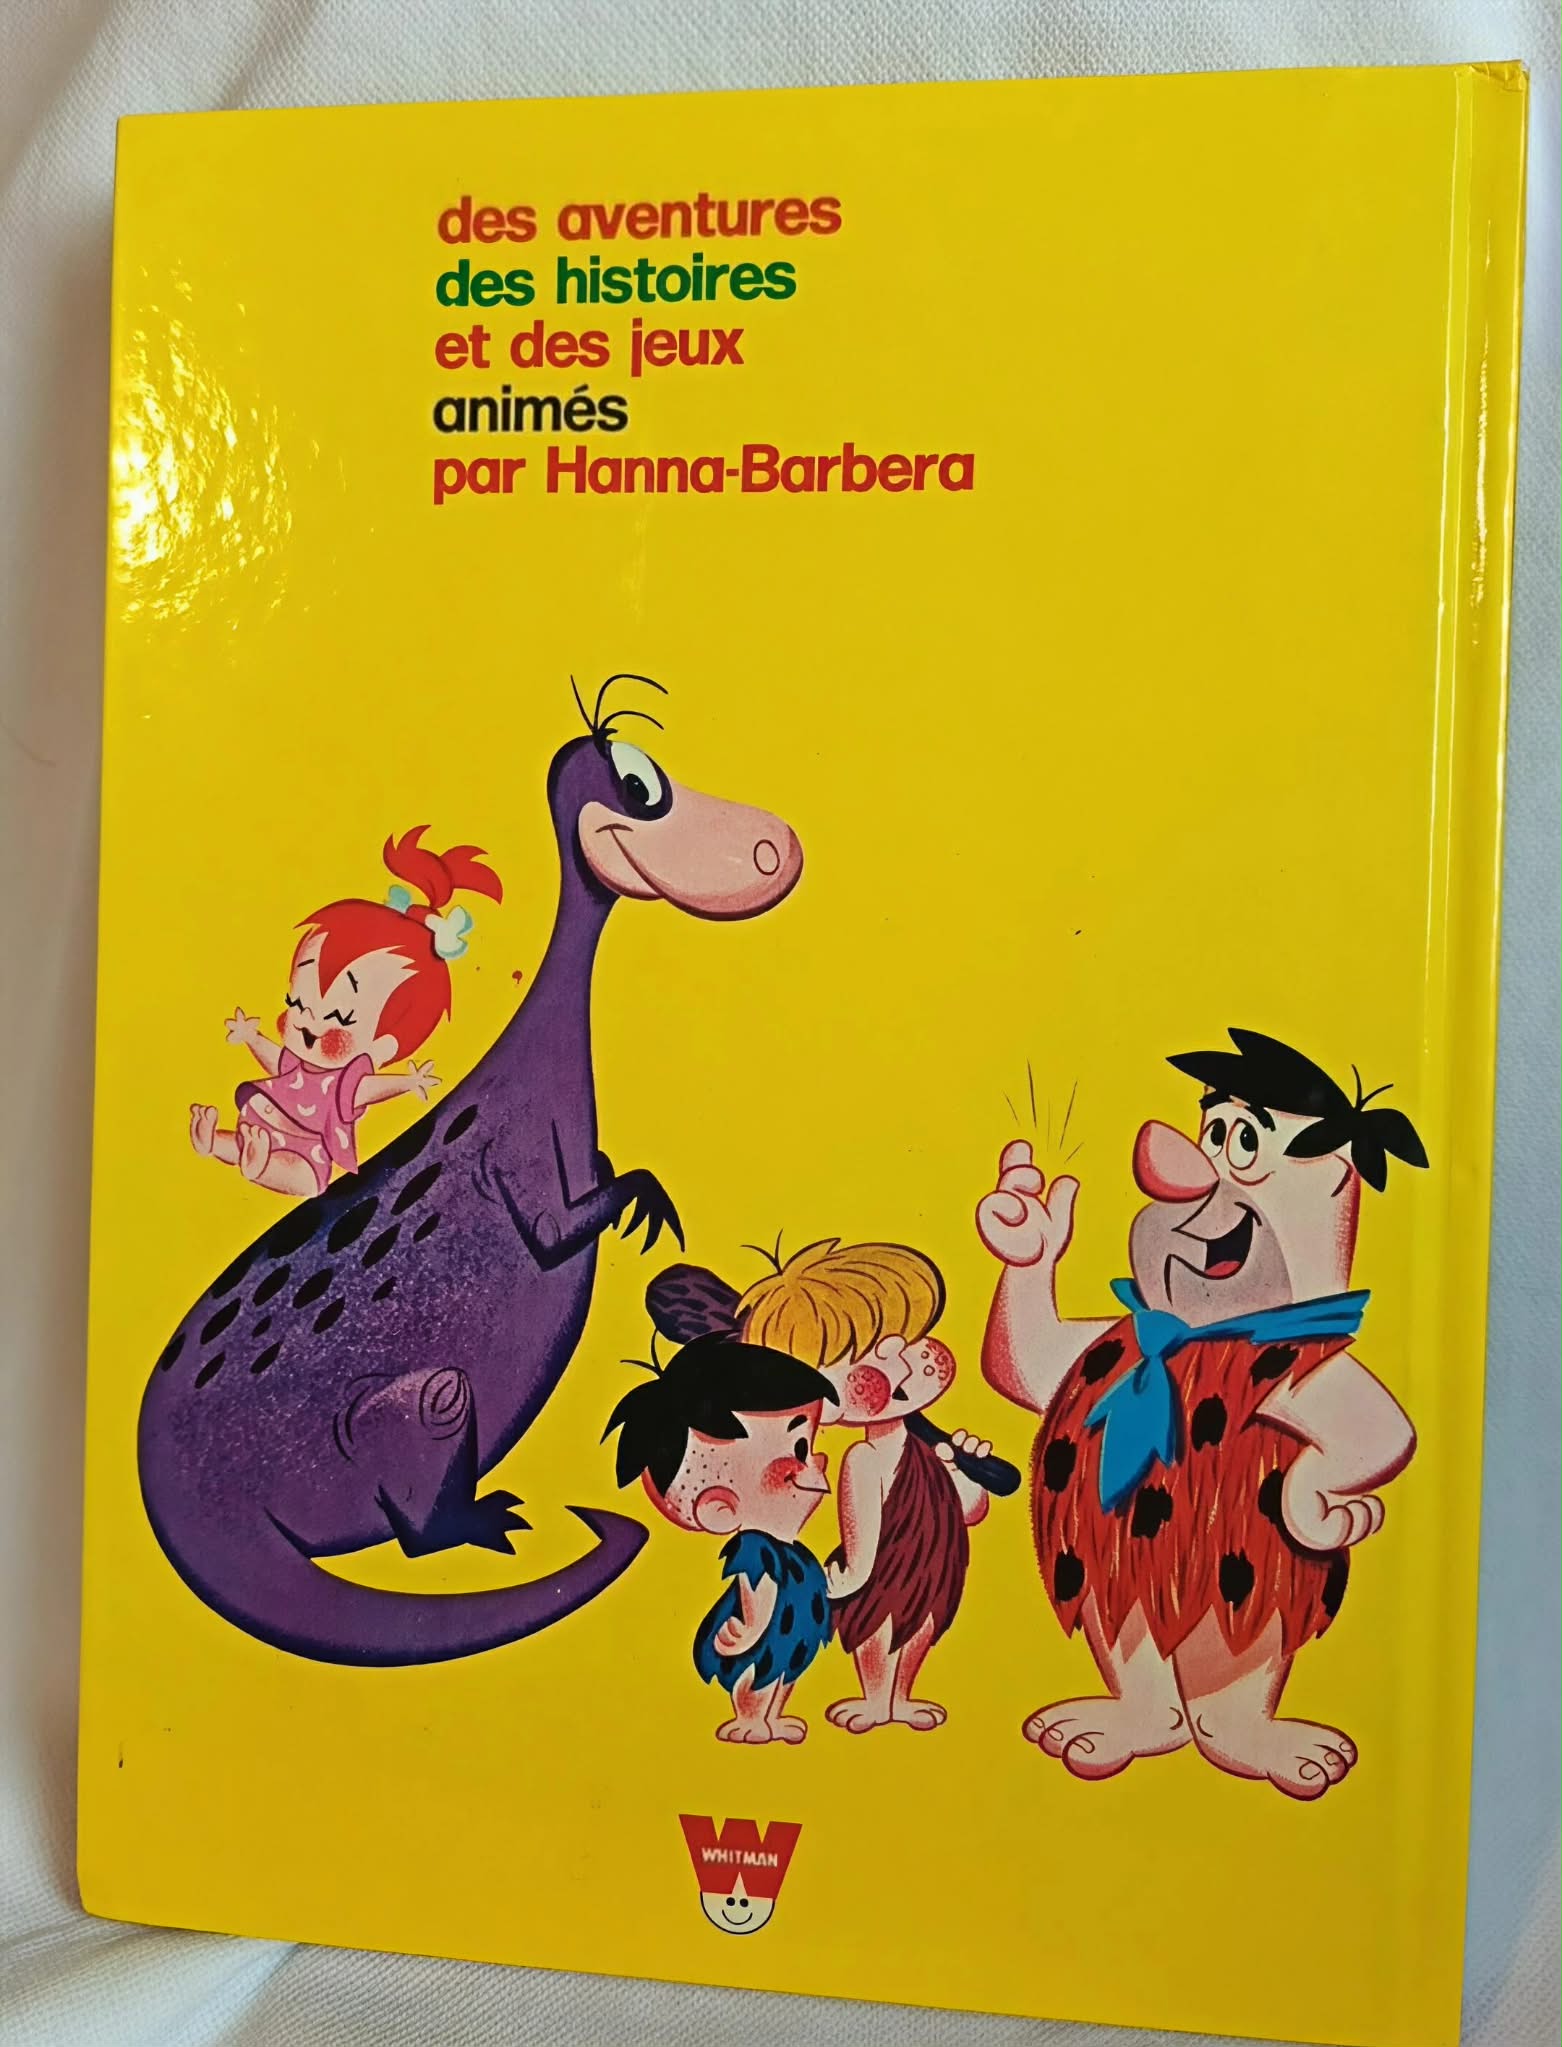 des aventures
des histoires
et des jeux
animés
par Hanna-Barbera
WHITMAN